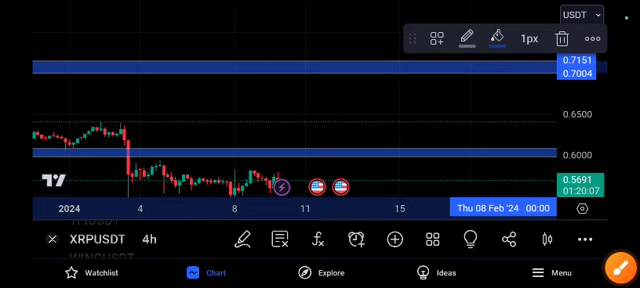 USDT
1px
0.7151
0.7004
0.6500
0.6000
0.5691
01:20:07
2024 4 8 11 15 Thu 08 Feb '24 00:00
XRPUSDT 4h
Watchlist Chart Explore Ideas Menu